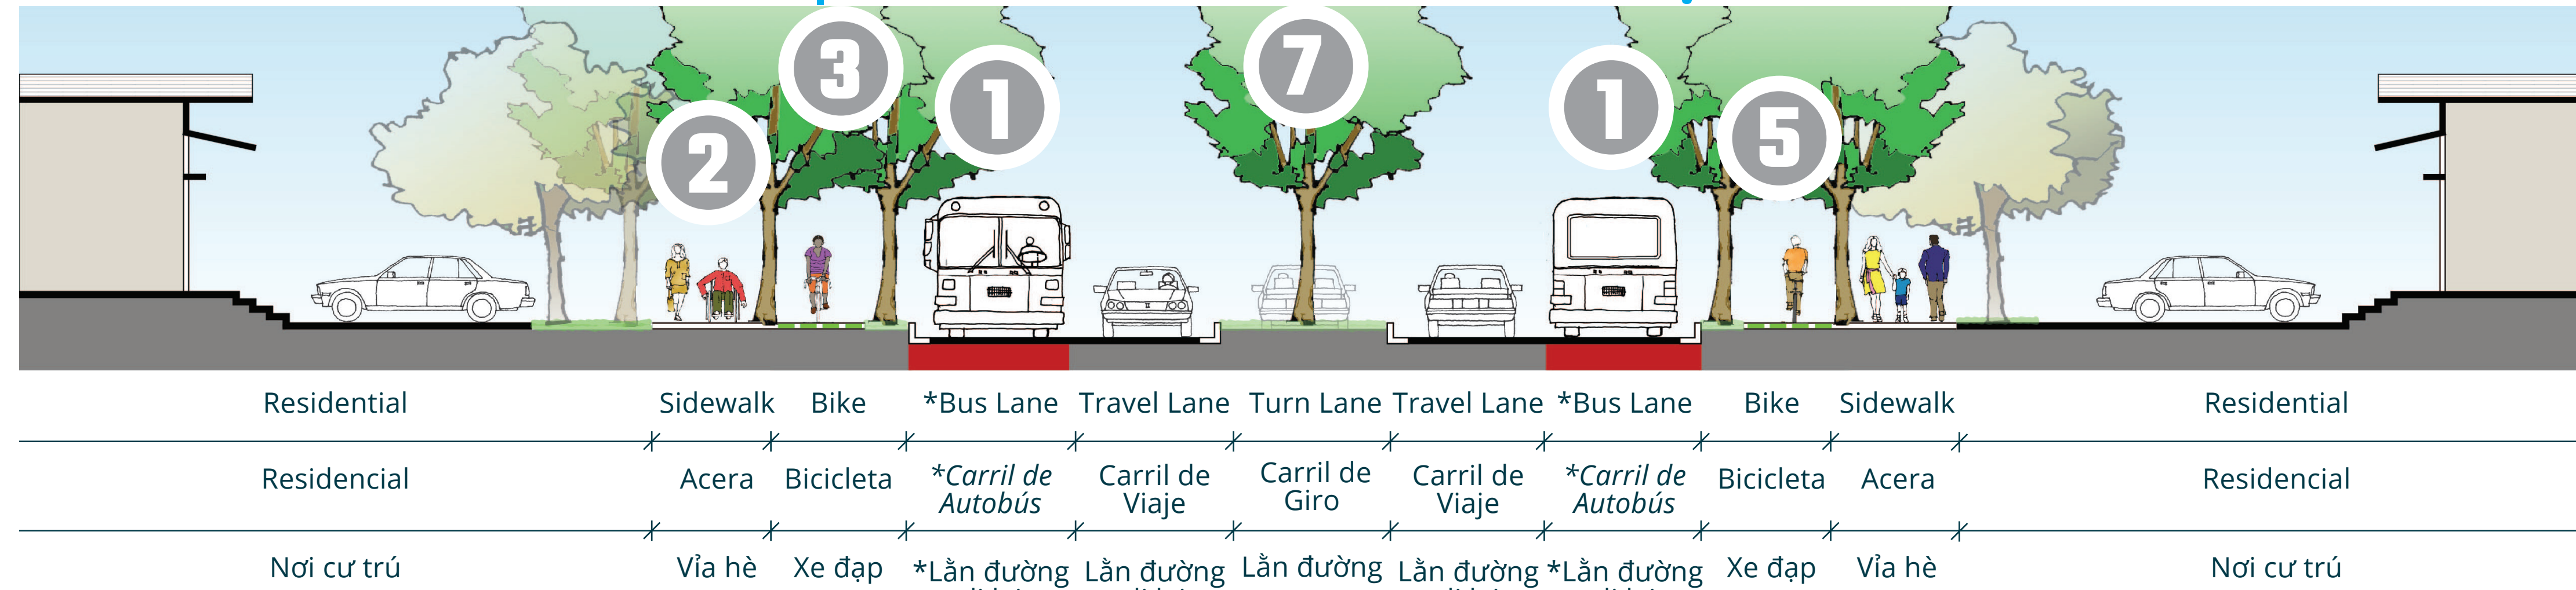 3
1
7
1
2
5
Residential Sidewalk Bike *Bus Lane Travel Lane Turn Lane Travel Lane *Bus Lane Bike Sidewalk Residential
Residencial Acera Bicicleta *Carril de Autobús Carril de Viaje Carril de Giro Carril de Viaje *Carril de Autobús Bicicleta Acera Residencial
Nơi cư trú Vỉa hè Xe đạp *Lằn đường Lằn đường Lằn đường Lằn đường *Lằn đường Xe đạp Vỉa hè Nơi cư trú